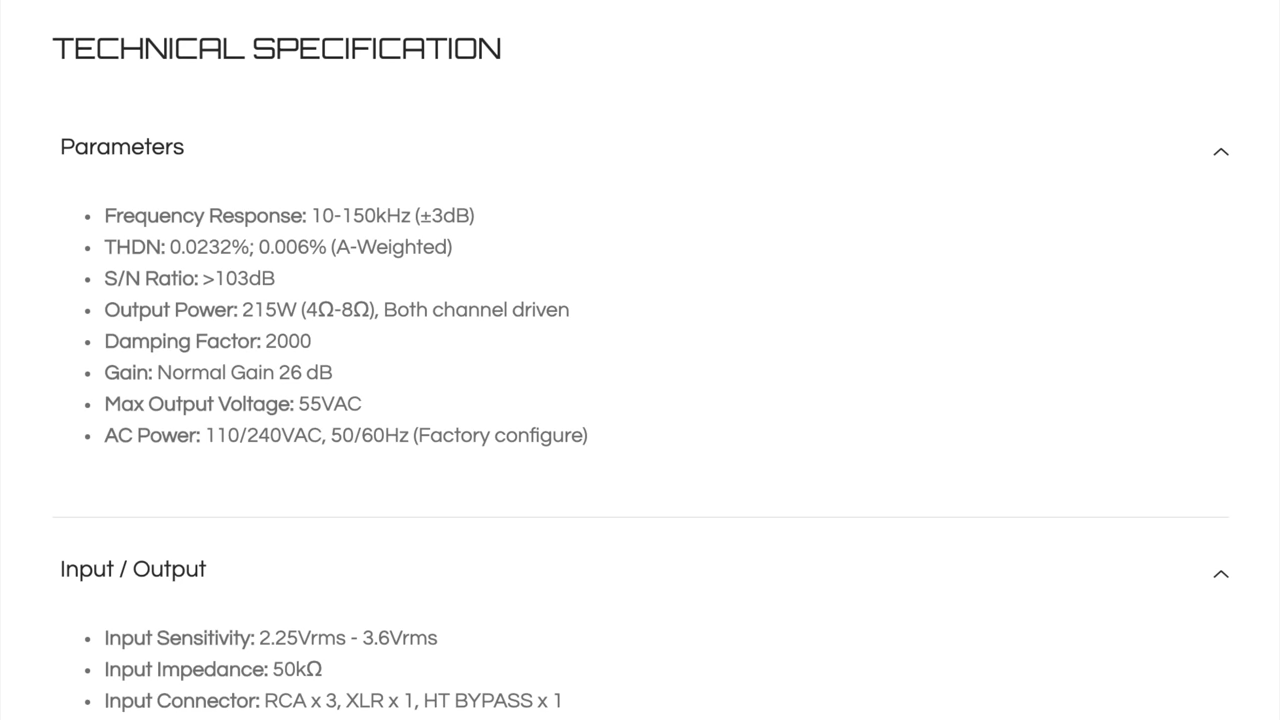 TECHNICAL SPECIFICATION
Parameters
• Frequency Response: 10-150kHz (±3dB)
• THDN: 0.0232%; 0.006% (A-Weighted)
• S/N Ratio: >103dB
• Output Power: 215W (4Ω-8Ω), Both channel driven
• Damping Factor: 2000
• Gain: Normal Gain 26 dB
• Max Output Voltage: 55VAC
• AC Power: 110/240VAC, 50/60Hz (Factory configure)
Input / Output
• Input Sensitivity: 2.25Vrms - 3.6Vrms
• Input Impedance: 50kΩ
• Input Connector: RCA x 3, XLR x 1, HT BYPASS x 1